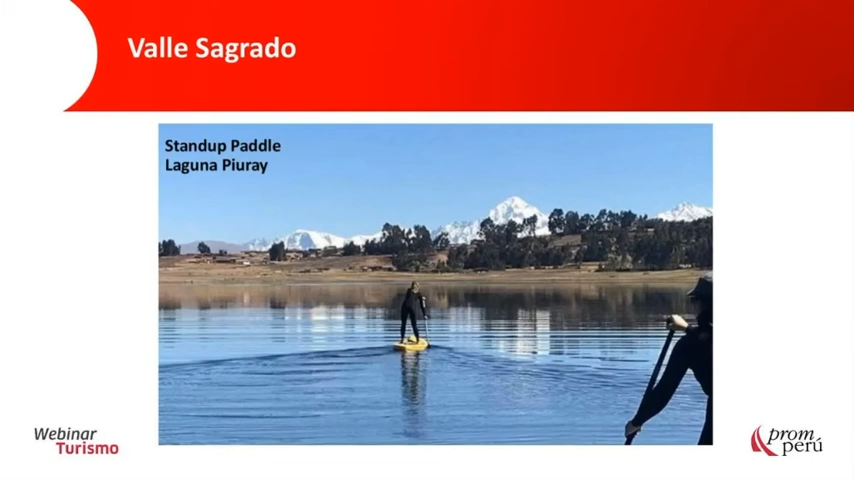 Valle Sagrado
Standup Paddle
Laguna Piuray
Webinar
Turismo
prom
perú